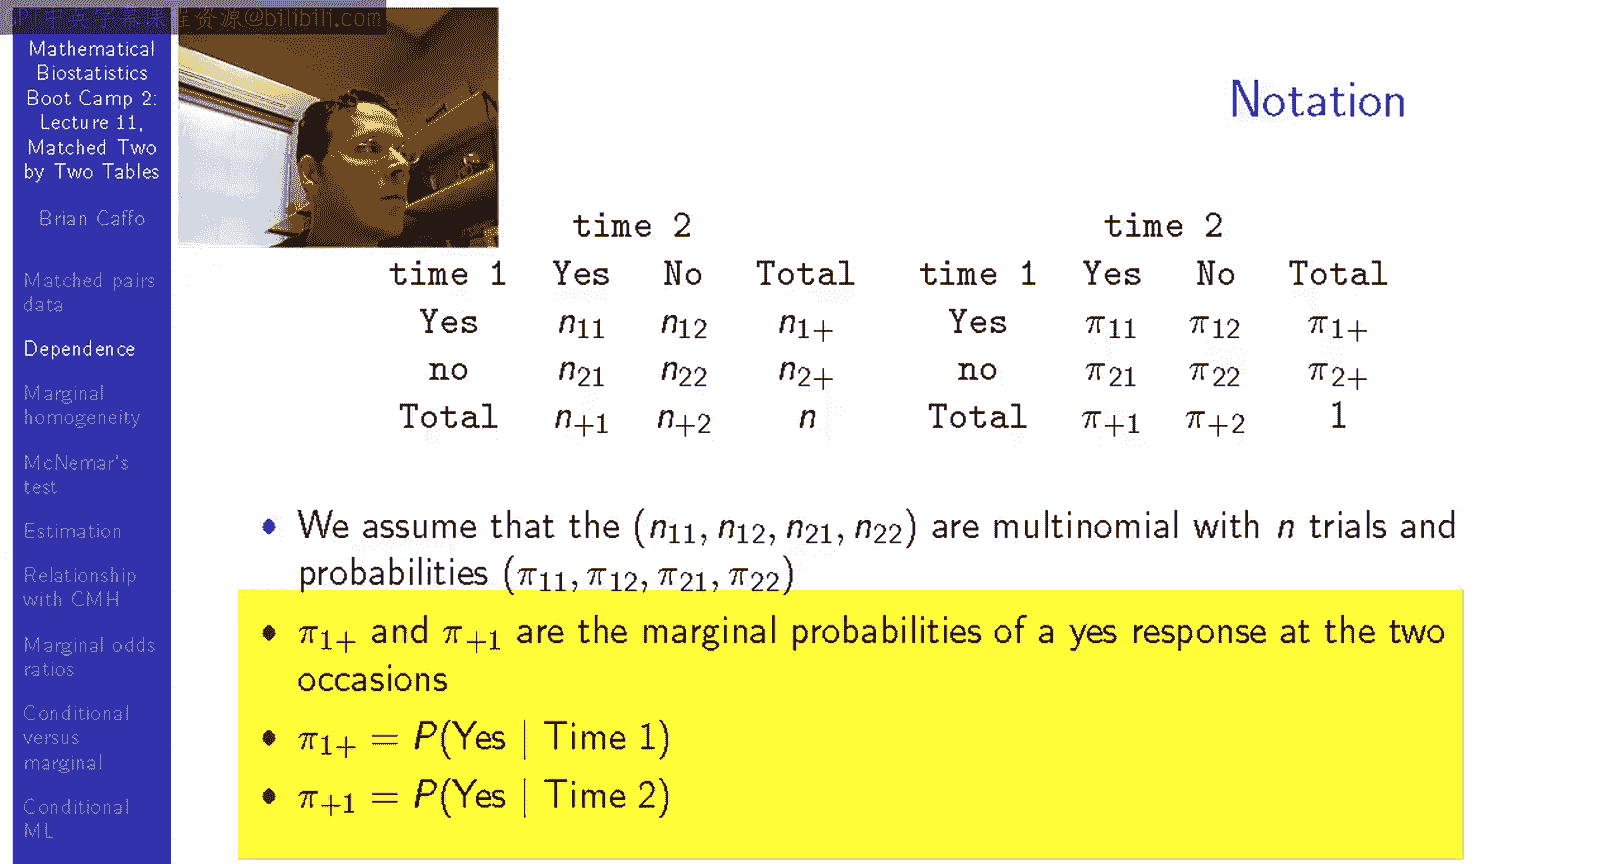 资源@bilibili.com
Mathematical
Biostatistics
Boot Camp 2:
Lecture 11,
Matched Two
by Two Tables
Brian Caffo
Matched pairs
data
Dependence
Marginal
homogeneity
McNemar's
test
Estimation
Relationship
with CMH
Marginal odds
ratios
Conditional
versus
marginal
Conditional
ML
Notation
time 2
time 1 Yes No Total
Yes n11 n12 n1+
no n21 n22 n2+
Total n+1 n+2 n
time 2
time 1 Yes No Total
Yes π11 π12 π1+
no π21 π22 π2+
Total π+1 π+2 1
• We assume that the (n11, n12, n21, n22) are multinomial with n trials and
probabilities (π11, π12, π21, π22)
• π1+ and π+1 are the marginal probabilities of a yes response at the two
occasions
• π1+ = P(Yes | Time 1)
• π+1 = P(Yes | Time 2)